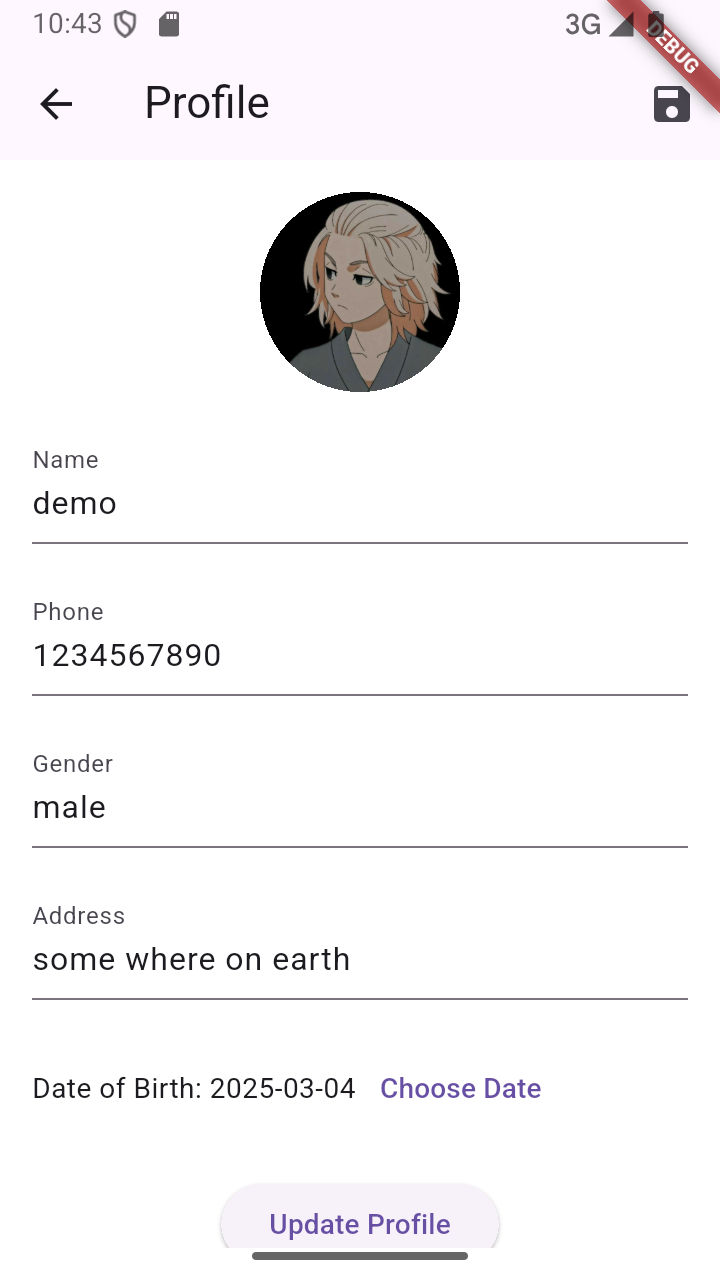 10:43
3G
DEBUG
Profile
Name
demo
Phone
1234567890
Gender
male
Address
some where on earth
Date of Birth: 2025-03-04 Choose Date
Update Profile